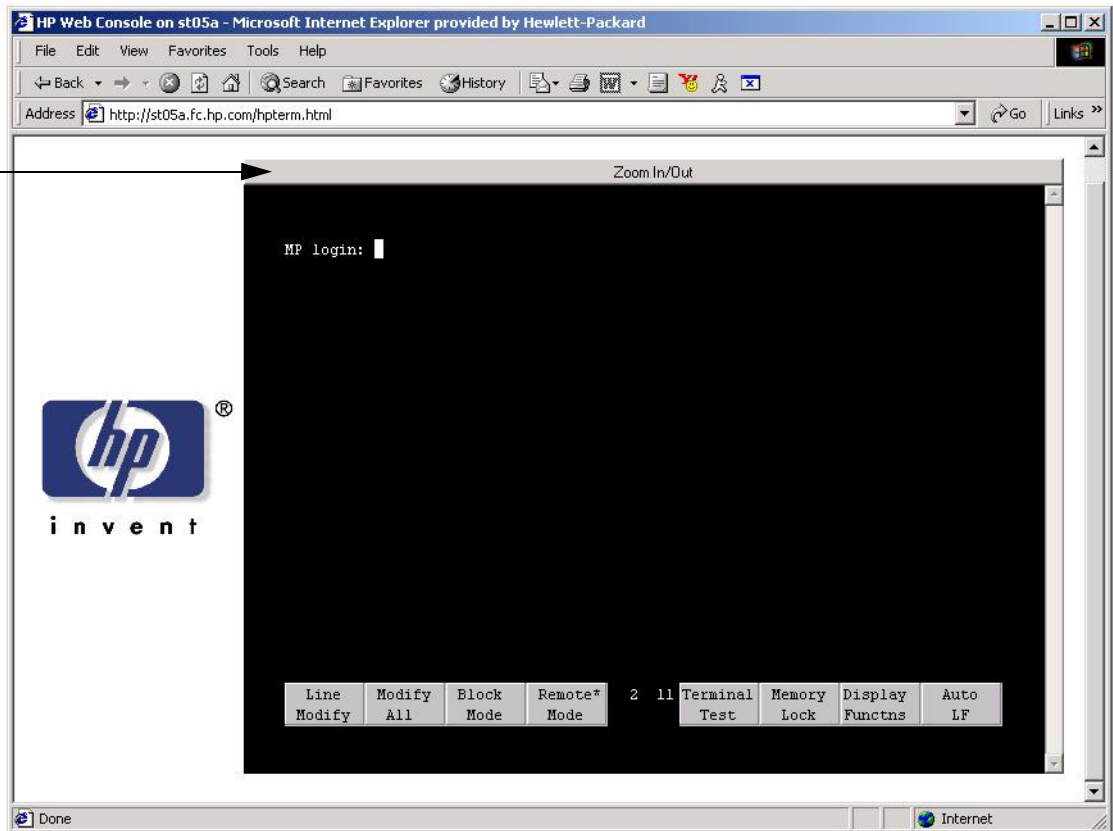 HP Web Console on st05a - Microsoft Internet Explorer provided by Hewlett-Packard
File Edit View Favorites Tools Help
Back Search Favorites History
Address http://st05a.fc.hp.com/hpterm.html Go Links »
Zoom In/Out
MP login:
hp ®
invent
Line Modify Block Remote* 2 11 Terminal Memory Display Auto
Modify All Mode Mode Test Lock Functns LF
Done Internet